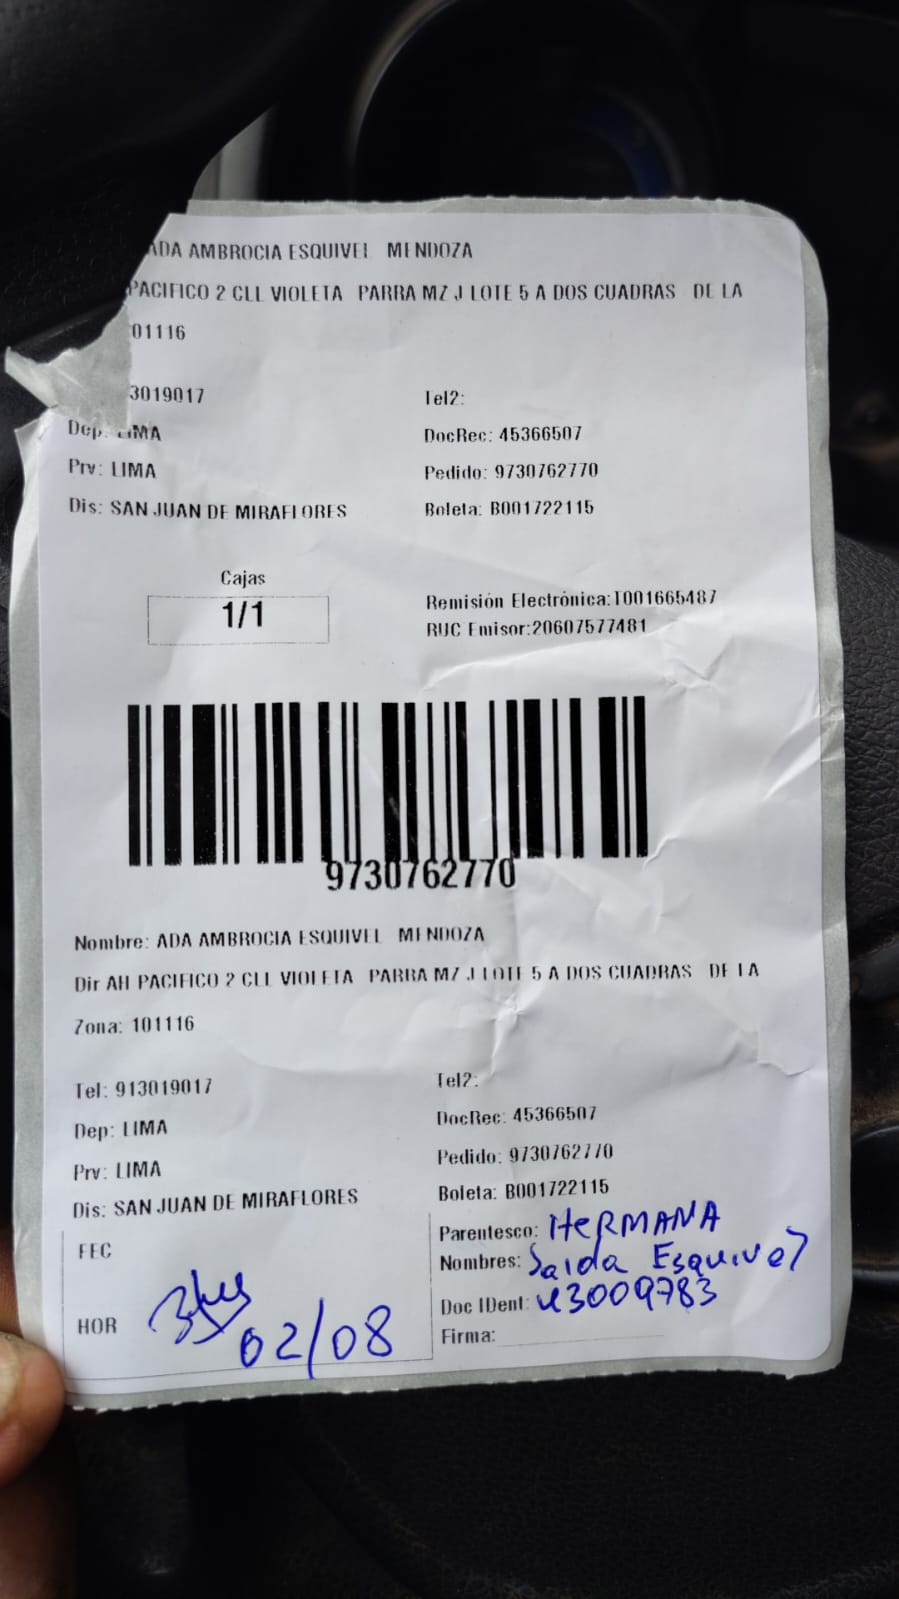 ADA AMBROCIA ESQUIVEL MENDOZA
PACIFICO 2 CLL VIOLETA PARRA MZ J LOTE 5 A DOS CUADRAS DE LA
01116
3019017
Tel2:
Dep: LIMA
DocRec: 45366507
Prv: LIMA
Pedido: 9730762770
Dis: SAN JUAN DE MIRAFLORES
Boleta: B001722115
Cajas
1/1
Remisión Electrónica:T001665487
RUC Emisor:20607577481
9730762770
Nombre: ADA AMBROCIA ESQUIVEL MENDOZA
Dir AH PACIFICO 2 CLL VIOLETA PARRA MZ J LOTE 5 A DOS CUADRAS DE LA
Zona: 101116
Tel: 913019017
Tel2:
Dep: LIMA
DocRec: 45366507
Prv: LIMA
Pedido: 9730762770
Dis: SAN JUAN DE MIRAFLORES
Boleta: B001722115
FEC
Parentesco: HERMANA
Nombres: Saida Esquivel
Doc IDent: 43009783
HOR
02/08
Firma: